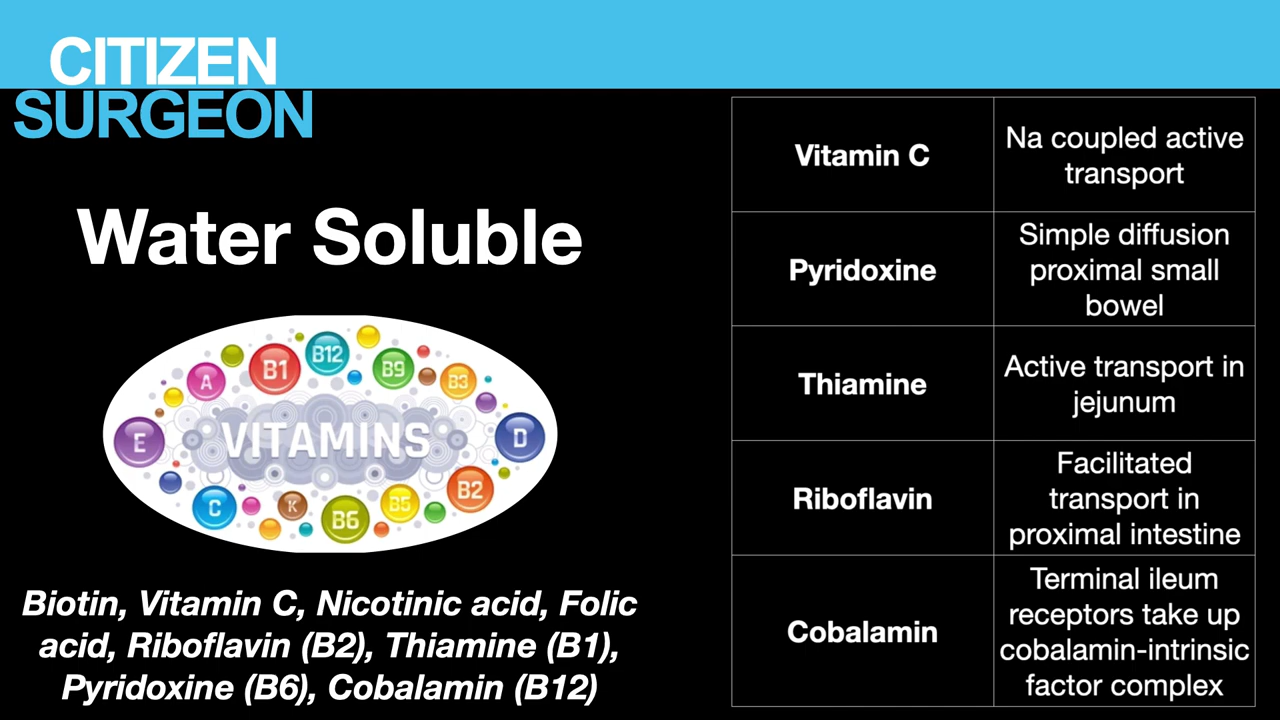 CITIZEN
SURGEON
Water Soluble
B12
B1
B9
A
B3
E
VITAMINS
D
B2
C
K
B5
B6
Biotin, Vitamin C, Nicotinic acid, Folic
acid, Riboflavin (B2), Thiamine (B1),
Pyridoxine (B6), Cobalamin (B12)
Vitamin C
Na coupled active
transport
Pyridoxine
Simple diffusion
proximal small
bowel
Thiamine
Active transport in
jejunum
Riboflavin
Facilitated
transport in
proximal intestine
Cobalamin
Terminal ileum
receptors take up
cobalamin-intrinsic
factor complex